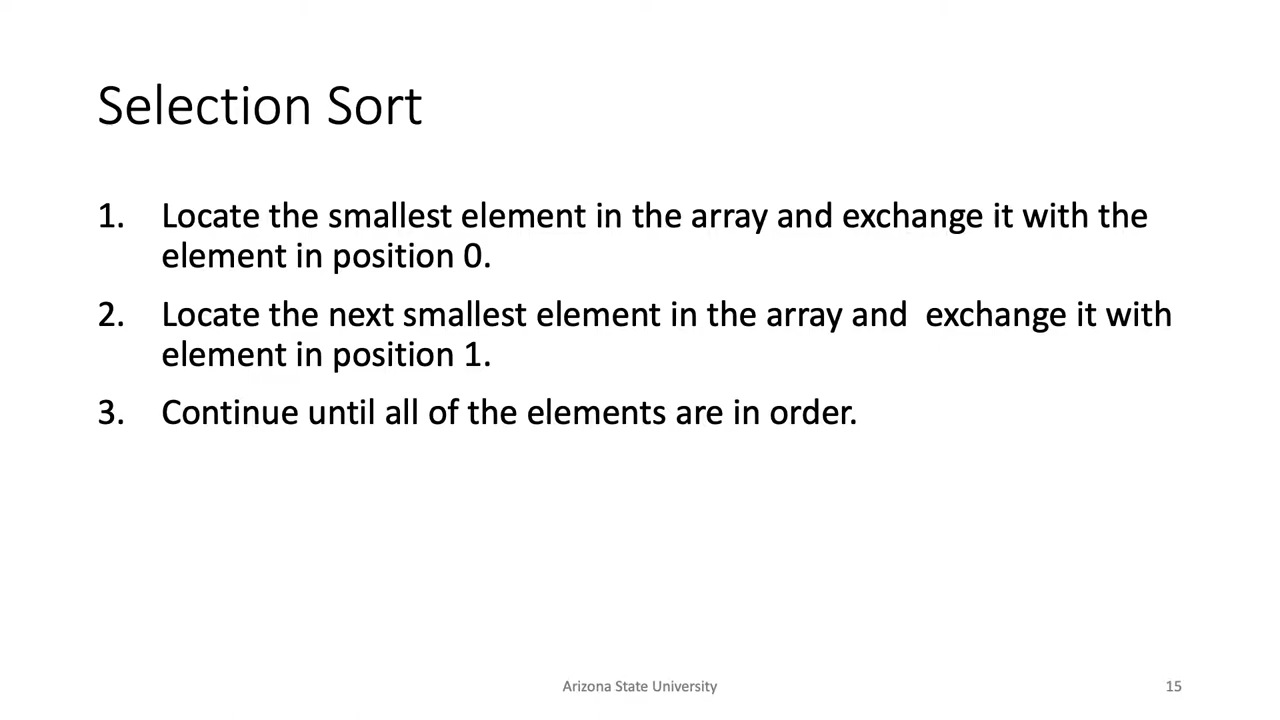 Selection Sort
1. Locate the smallest element in the array and exchange it with the
element in position 0.
2. Locate the next smallest element in the array and  exchange it with
element in position 1.
3. Continue until all of the elements are in order.
Arizona State University
15